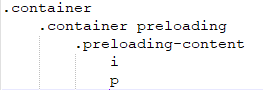 .container
.container preloading
.preloading-content
i
p